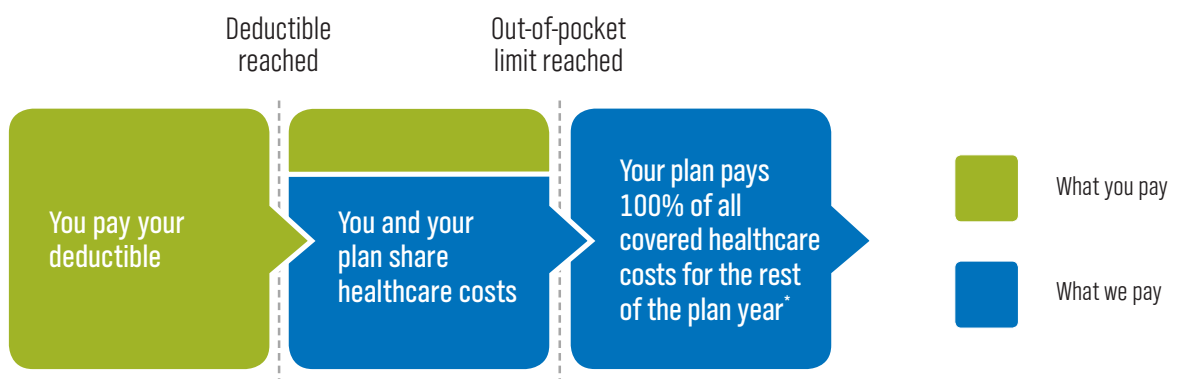 Deductible
reached
Out-of-pocket
limit reached
You pay your
deductible
You and your
plan share
healthcare costs
Your plan pays
100% of all
covered healthcare
costs for the rest
of the plan year*
What you pay
What we pay